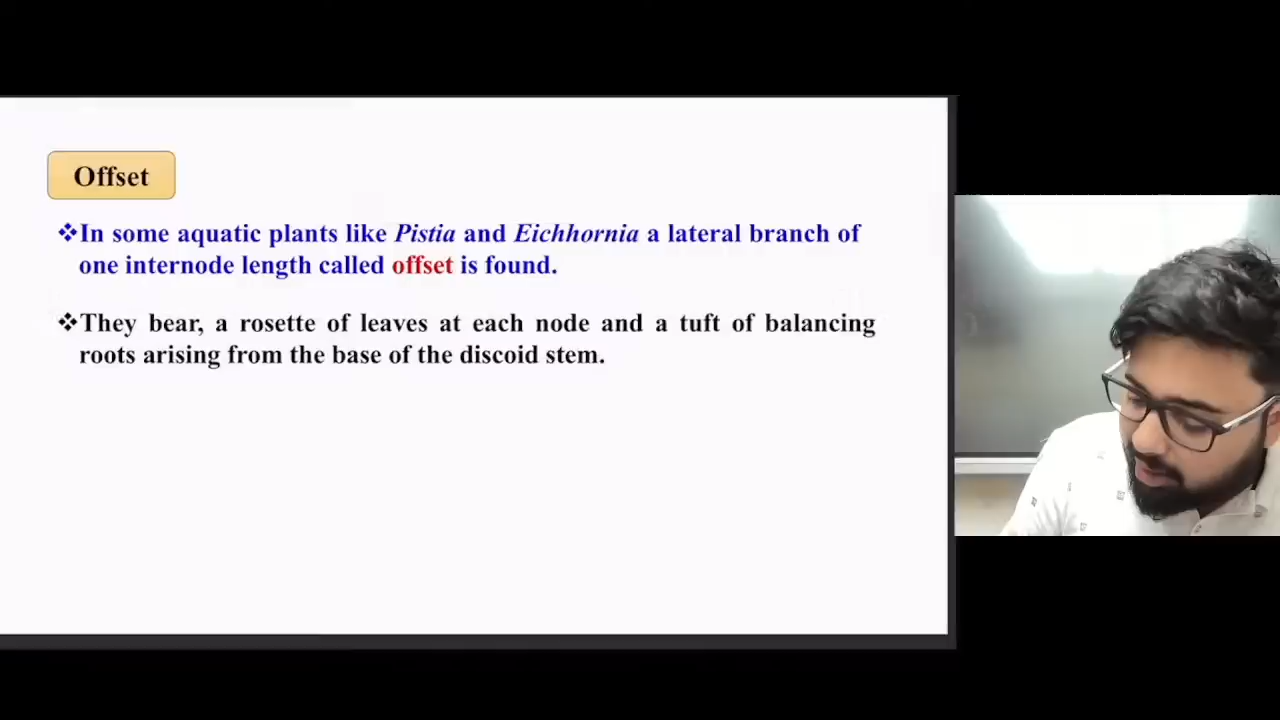 Offset
❖In some aquatic plants like Pistia and Eichhornia a lateral branch of
one internode length called offset is found.
❖They bear, a rosette of leaves at each node and a tuft of balancing
roots arising from the base of the discoid stem.